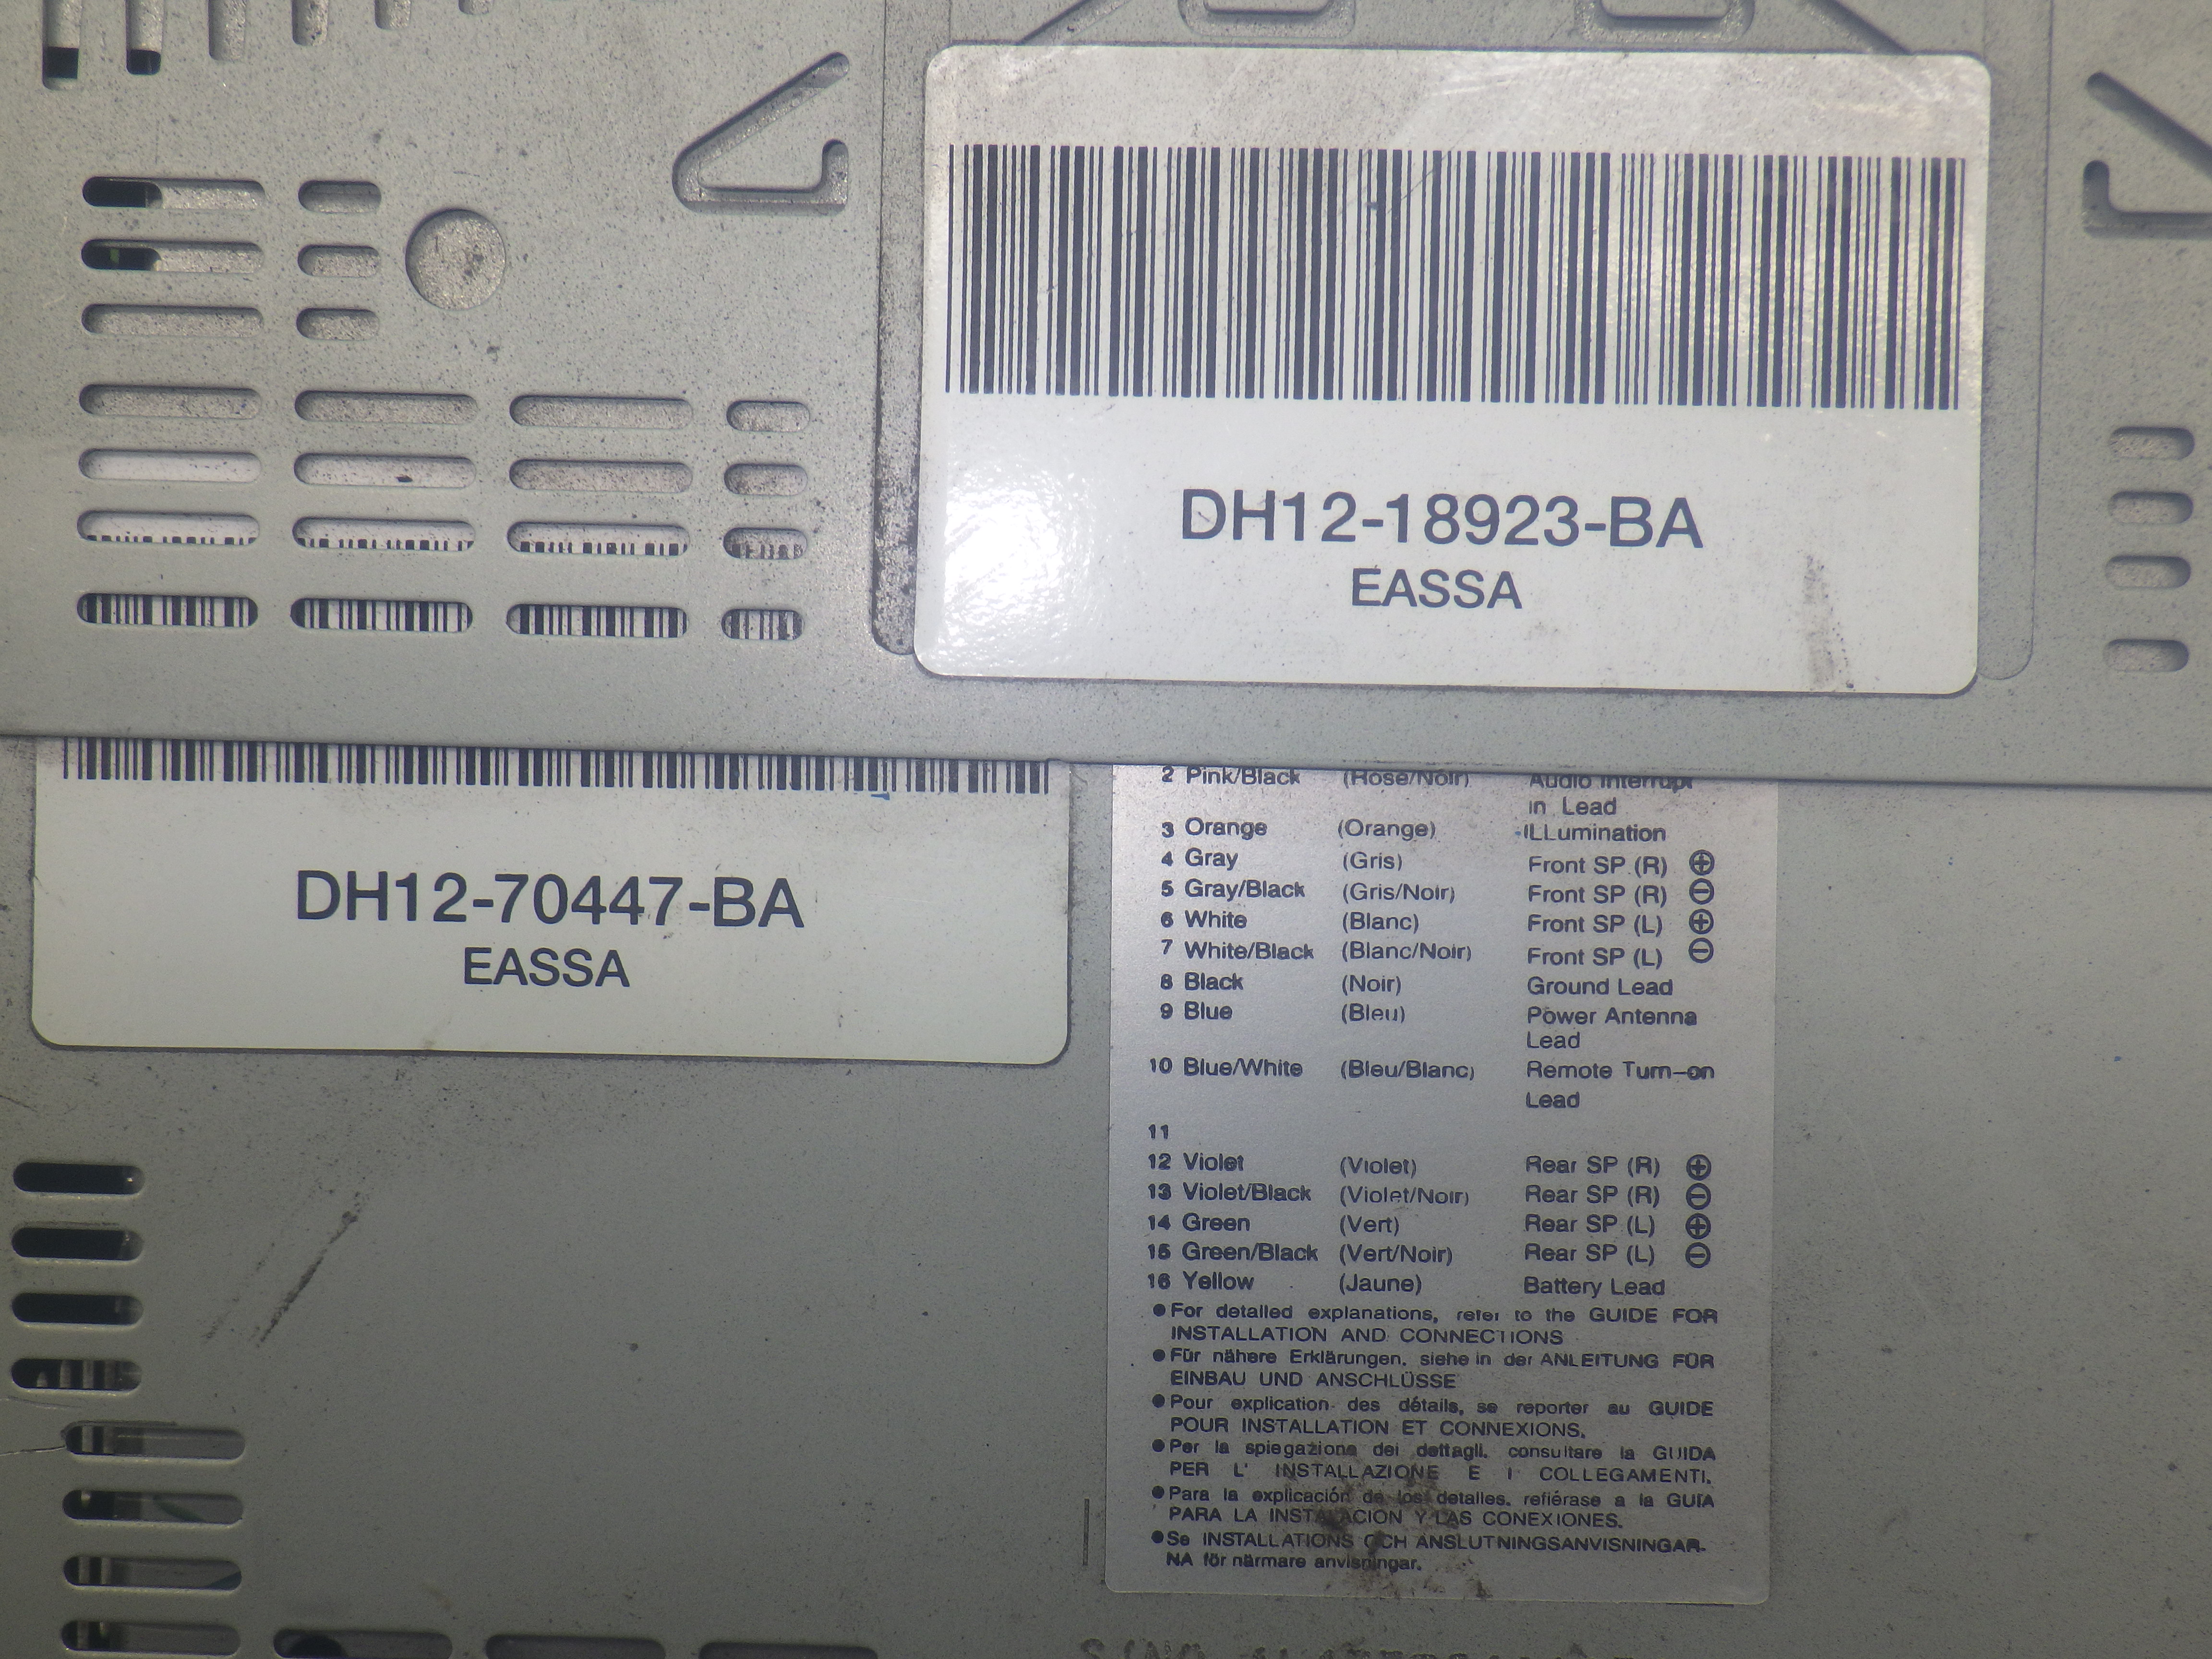 DH12-18923-BA
EASSA
DH12-70447-BA
EASSA
2 Pink/Black (Rose/Noir) Audio Interrupt
in Lead
3 Orange (Orange) ILLumination
4 Gray (Gris) Front SP (R) ⊕
5 Gray/Black (Gris/Noir) Front SP (R) ⊖
6 White (Blanc) Front SP (L) ⊕
7 White/Black (Blanc/Noir) Front SP (L) ⊖
8 Black (Noir) Ground Lead
9 Blue (Bleu) Power Antenna
Lead
10 Blue/White (Bleu/Blanc) Remote Turn-on
Lead
11
12 Violet (Violet) Rear SP (R) ⊕
13 Violet/Black (Violet/Noir) Rear SP (R) ⊖
14 Green (Vert) Rear SP (L) ⊕
15 Green/Black (Vert/Noir) Rear SP (L) ⊖
16 Yellow (Jaune) Battery Lead
●For detailed explanations, refer to the GUIDE FOR
INSTALLATION AND CONNECTIONS
●Für nähere Erklärungen. siehe in der ANLEITUNG FÜR
EINBAU UND ANSCHLÜSSE
●Pour explication des détails, se reporter au GUIDE
POUR INSTALLATION ET CONNEXIONS.
●Per la spiegazione dei dettagli. consultare la GUIDA
PER L' INSTALLAZIONE E I COLLEGAMENTI.
●Para la explicación de los detalles. refiérase a la GUÍA
PARA LA INSTALACION Y LAS CONEXIONES.
●Se INSTALLATIONS OCH ANSLUTNINGSANVISNINGAR-
NA för närmare anvisningar.